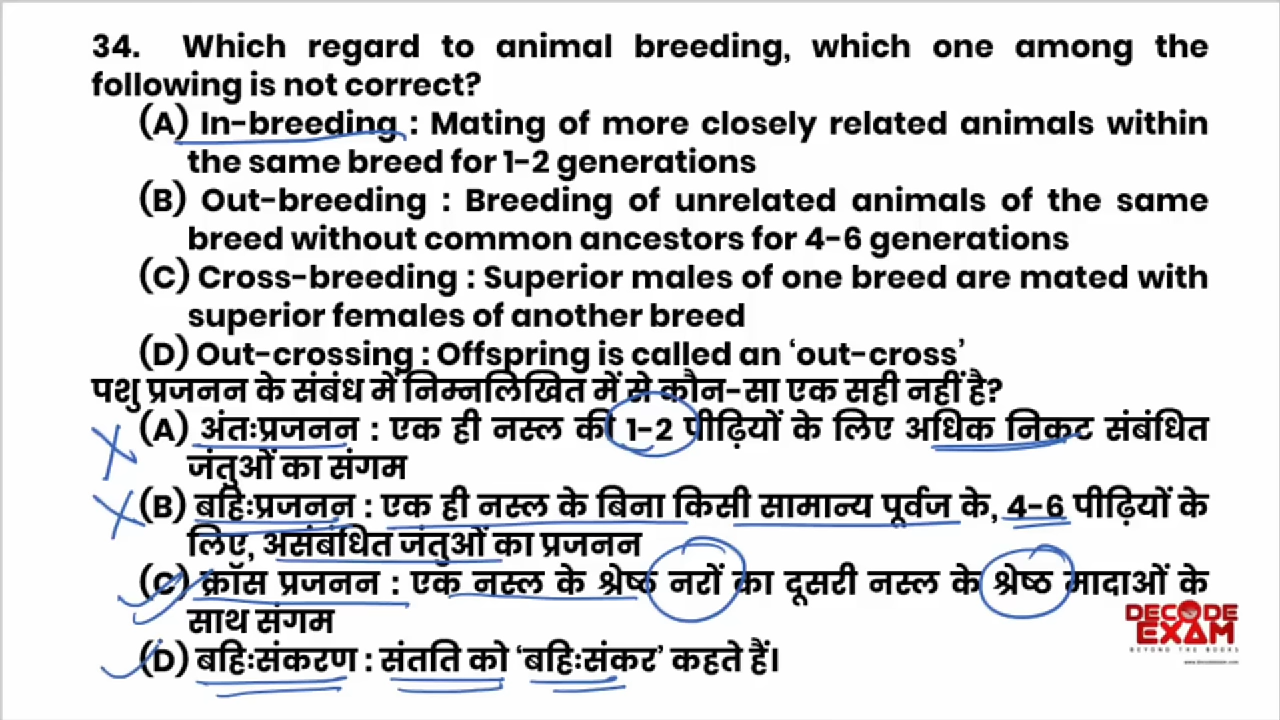 34. Which regard to animal breeding, which one among the
following is not correct?
(A) In-breeding : Mating of more closely related animals within
the same breed for 1-2 generations
(B) Out-breeding : Breeding of unrelated animals of the same
breed without common ancestors for 4-6 generations
(C) Cross-breeding : Superior males of one breed are mated with
superior females of another breed
(D) Out-crossing : Offspring is called an ‘out-cross’
पशु प्रजनन के संबंध में निम्नलिखित में से कौन-सा एक सही नहीं है?
(A) अंतःप्रजनन : एक ही नस्ल की 1-2 पीढ़ियों के लिए अधिक निकट संबंधित
जंतुओं का संगम
(B) बहिःप्रजनन : एक ही नस्ल के बिना किसी सामान्य पूर्वज के, 4-6 पीढ़ियों के
लिए, असंबंधित जंतुओं का प्रजनन
(C) क्रॉस प्रजनन : एक नस्ल के श्रेष्ठ नरों का दूसरी नस्ल के श्रेष्ठ मादाओं के
साथ संगम
(D) बहिःसंकरण : संतति को ‘बहिःसंकर’ कहते हैं।
DECODE
EXAM
BEYOND THE BOOKS